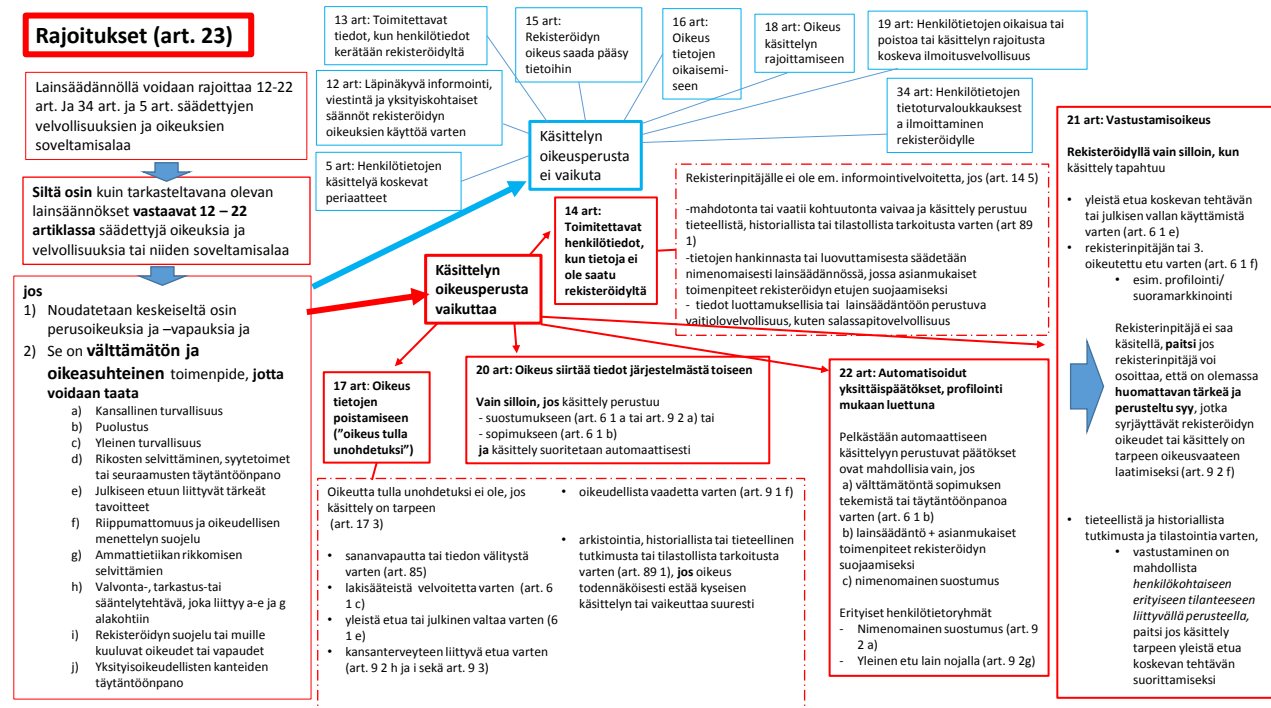 Rajoitukset (art. 23)
Lainsäädännöllä voidaan rajoittaa 12-22
art. Ja 34 art. ja 5 art. säädettyjen
velvollisuuksien ja oikeuksien
soveltamisalaa
Siltä osin kuin tarkasteltavana olevan
lainsäännökset vastaavat 12 – 22
artiklassa säädettyjä oikeuksia ja
velvollisuuksia tai niiden soveltamisalaa
jos
1) Noudatetaan keskeiseltä osin
perusoikeuksia ja –vapauksia ja
2) Se on välttämätön ja
oikeasuhteinen toimenpide, jotta
voidaan taata
a) Kansallinen turvallisuus
b) Puolustus
c) Yleinen turvallisuus
d) Rikosten selvittäminen, syytetoimet
tai seuraamusten täytäntöönpano
e) Julkiseen etuun liittyvät tärkeät
tavoitteet
f) Riippumattomuus ja oikeudellisen
menettelyn suojelu
g) Ammattietiikan rikkomisen
selvittämien
h) Valvonta-, tarkastus-tai
sääntelytehtävä, joka liittyy a-e ja g
alakohtiin
i) Rekisteröidyn suojelu tai muille
kuuluvat oikeudet tai vapaudet
j) Yksityisoikeudellisten kanteiden
täytäntöönpano
13 art: Toimitettavat
tiedot, kun henkilötiedot
kerätään rekisteröidyltä
12 art: Läpinäkyvä informointi,
viestintä ja yksityiskohtaiset
säännöt rekisteröidyn
oikeuksien käyttöä varten
5 art: Henkilötietojen
käsittelyä koskevat
periaatteet
15 art:
Rekisteröidyn
oikeus saada pääsy
tietoihin
16 art:
Oikeus
tietojen
oikaisemi-
seen
18 art: Oikeus
käsittelyn
rajoittamiseen
19 art: Henkilötietojen oikaisua tai
poistoa tai käsittelyn rajoitusta
koskeva ilmoitusvelvollisuus
34 art: Henkilötietojen
tietoturvaloukkauksest
a ilmoittaminen
rekisteröidylle
Käsittelyn
oikeusperusta
ei vaikuta
Käsittelyn
oikeusperusta
vaikuttaa
14 art:
Toimitettavat
henkilötiedot,
kun tietoja ei
ole saatu
rekisteröidyltä
Rekisterinpitäjälle ei ole em. informointivelvoitetta, jos (art. 14 5)
-mahdotonta tai vaatii kohtuutonta vaivaa ja käsittely perustuu
tieteellistä, historiallista tai tilastollista tarkoitusta varten (art 89
1)
-tietojen hankinnasta tai luovuttamisesta säädetään
nimenomaisesti lainsäädännössä, jossa asianmukaiset
toimenpiteet rekisteröidyn etujen suojaamiseksi
- tiedot luottamuksellisia tai lainsäädäntöön perustuva
vaitiolovelvollisuus, kuten salassapitovelvollisuus
17 art: Oikeus
tietojen
poistamiseen
("oikeus tulla
unohdetuksi")
20 art: Oikeus siirtää tiedot järjestelmästä toiseen
Vain silloin, jos käsittely perustuu
- suostumukseen (art. 6 1 a tai art. 9 2 a) tai
- sopimukseen (art. 6 1 b)
ja käsittely suoritetaan automaattisesti
Oikeutta tulla unohdetuksi ei ole, jos
käsittely on tarpeen
(art. 17 3)
• sananvapautta tai tiedon välitystä
varten (art. 85)
• lakisääteistä velvoitetta varten (art. 6
1 c)
• yleistä etua tai julkinen valtaa varten (6
1 e)
• kansanterveyteen liittyvä etua varten
(art. 9 2 h ja i sekä art. 9 3)
• oikeudellista vaadetta varten (art. 9 1 f)
• arkistointia, historiallista tai tieteellinen
tutkimusta tai tilastollista tarkoitusta
varten (art. 89 1), jos oikeus
todennäköisesti estää kyseisen
käsittelyn tai vaikeuttaa suuresti
22 art: Automatisoidut
yksittäispäätökset, profilointi
mukaan luettuna
Pelkästään automaattiseen
käsittelyyn perustuvat päätökset
ovat mahdollisia vain, jos
a) välttämätöntä sopimuksen
tekemistä tai täytäntöönpanoa
varten (art. 6 1 b)
b) lainsäädäntö + asianmukaiset
toimenpiteet rekisteröidyn
suojaamiseksi
c) nimenomainen suostumus
Erityiset henkilötietoryhmät
- Nimenomainen suostumus (art. 9
2 a)
- Yleinen etu lain nojalla (art. 9 2g)
21 art: Vastustamisoikeus
Rekisteröidyllä vain silloin, kun
käsittely tapahtuu
• yleistä etua koskevan tehtävän
tai julkisen vallan käyttämistä
varten (art. 6 1 e)
• rekisterinpitäjän tai 3.
oikeutettu etu varten (art. 6 1 f)
• esim. profilointi/
suoramarkkinointi
Rekisterinpitäjä ei saa
käsitellä, paitsi jos
rekisterinpitäjä voi
osoittaa, että on olemassa
huomattavan tärkeä ja
perusteltu syy, jotka
syrjäyttävät rekisteröidyn
oikeudet tai käsittely on
tarpeen oikeusvaateen
laatimiseksi (art. 9 2 f)
• tieteellistä ja historiallista
tutkimusta ja tilastointia varten,
• vastustaminen on
mahdollista
henkilökohtaiseen
erityiseen tilanteeseen
liittyvällä perusteella,
paitsi jos käsittely
tarpeen yleistä etua
koskevan tehtävän
suorittamiseksi